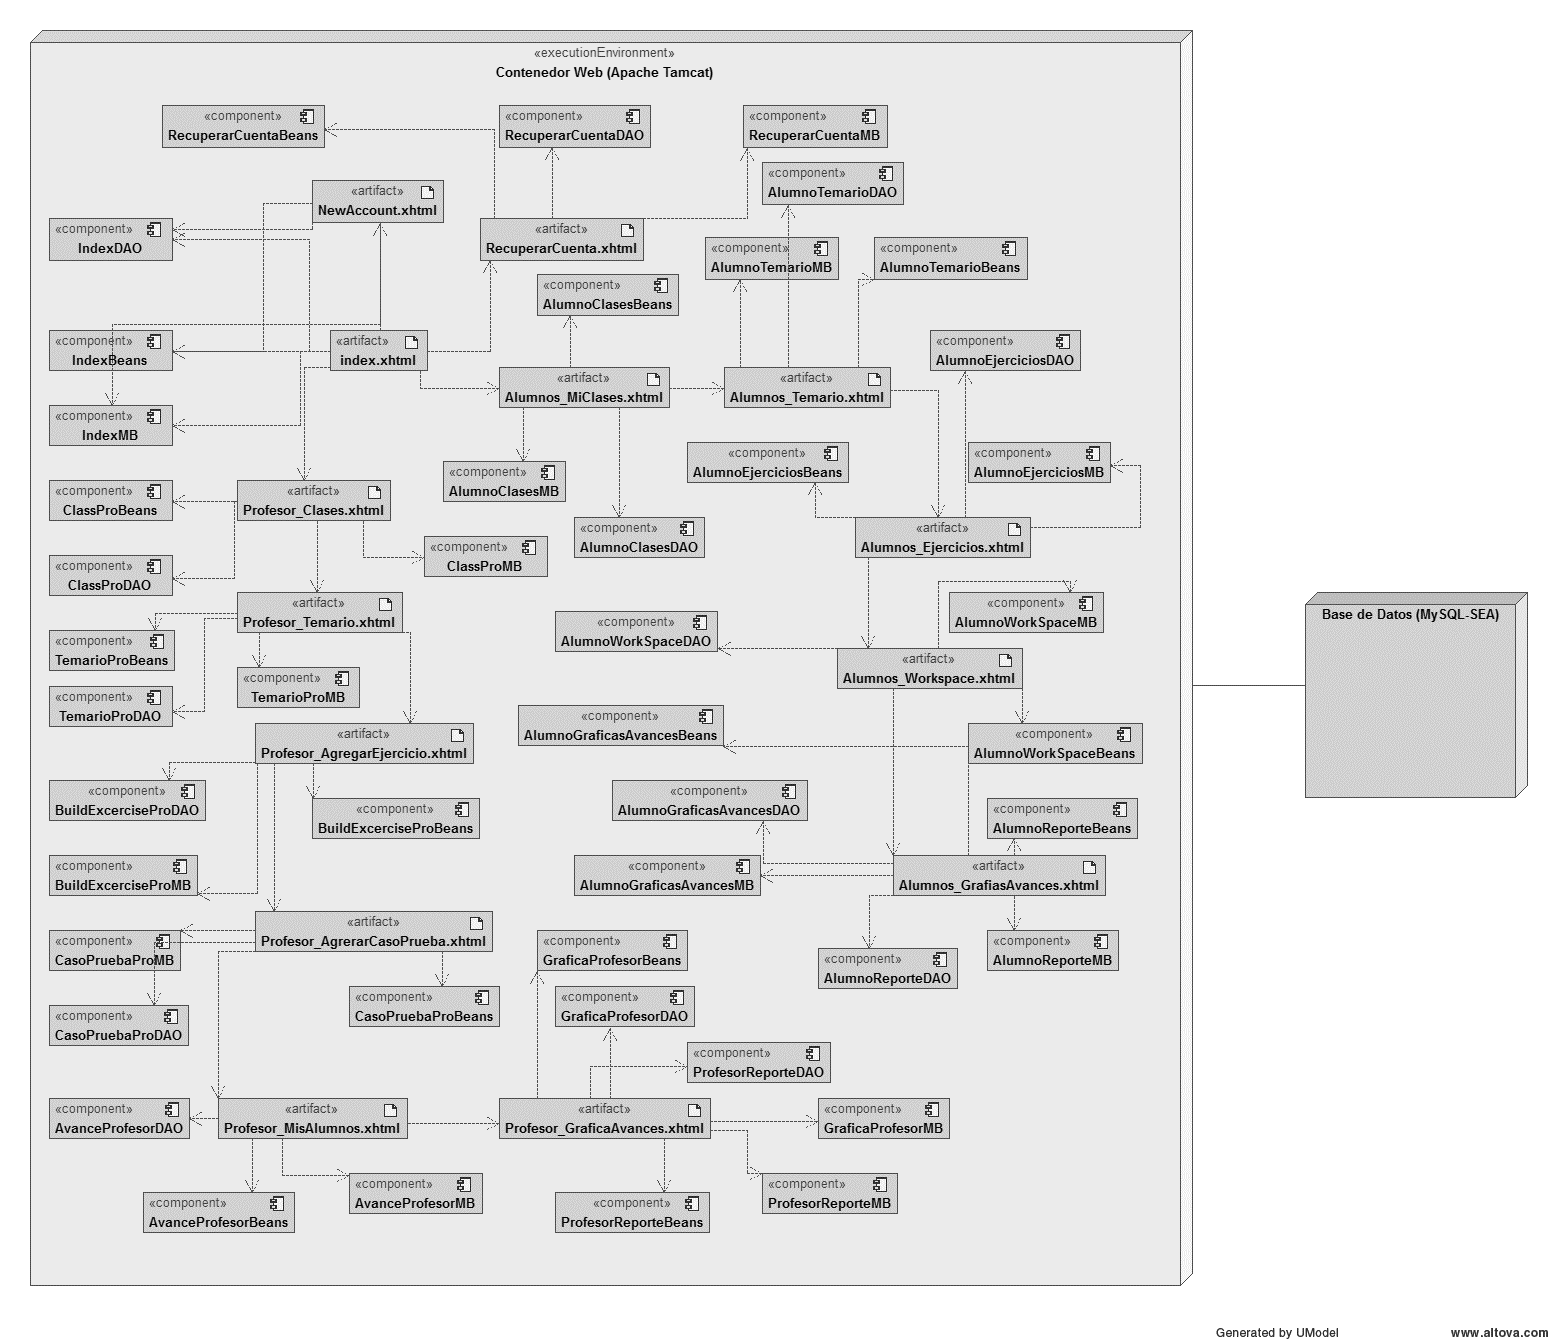 «executionEnvironment»
Contenedor Web (Apache Tamcat)
«component»
RecuperarCuentaBeans
«component»
RecuperarCuentaDAO
«component»
RecuperarCuentaMB
«component»
AlumnoTemarioDAO
«artifact»
NewAccount.xhtml
«component»
IndexDAO
«artifact»
RecuperarCuenta.xhtml
«component»
AlumnoTemarioMB
«component»
AlumnoTemarioBeans
«component»
AlumnoClasesBeans
«component»
IndexBeans
«artifact»
index.xhtml
«component»
AlumnoEjerciciosDAO
«artifact»
Alumnos_MiClases.xhtml
«artifact»
Alumnos_Temario.xhtml
«component»
IndexMB
«component»
AlumnoEjerciciosBeans
«component»
AlumnoEjerciciosMB
«component»
AlumnoClasesMB
«component»
ClassProBeans
«artifact»
Profesor_Clases.xhtml
«component»
AlumnoClasesDAO
«artifact»
Alumnos_Ejercicios.xhtml
«component»
ClassProMB
«component»
ClassProDAO
«artifact»
Profesor_Temario.xhtml
«component»
AlumnoWorkSpaceMB
Base de Datos (MySQL-SEA)
«component»
AlumnoWorkSpaceDAO
«component»
TemarioProBeans
«artifact»
Alumnos_Workspace.xhtml
«component»
TemarioProMB
«component»
TemarioProDAO
«component»
AlumnoGraficasAvancesBeans
«artifact»
Profesor_AgregarEjercicio.xhtml
«component»
AlumnoWorkSpaceBeans
«component»
BuildExcerciseProDAO
«component»
AlumnoGraficasAvancesDAO
«component»
BuildExcerciseProBeans
«component»
AlumnoReporteBeans
«component»
BuildExcerciseProMB
«component»
AlumnoGraficasAvancesMB
«artifact»
Alumnos_GrafiasAvances.xhtml
«artifact»
Profesor_AgrerarCasoPrueba.xhtml
«component»
CasoPruebaProMB
«component»
GraficaProfesorBeans
«component»
AlumnoReporteMB
«component»
AlumnoReporteDAO
«component»
CasoPruebaProBeans
«component»
GraficaProfesorDAO
«component»
CasoPruebaProDAO
«component»
ProfesorReporteDAO
«component»
AvanceProfesorDAO
«artifact»
Profesor_MisAlumnos.xhtml
«artifact»
Profesor_GraficaAvances.xhtml
«component»
GraficaProfesorMB
«component»
AvanceProfesorMB
«component»
ProfesorReporteMB
«component»
AvanceProfesorBeans
«component»
ProfesorReporteBeans
Generated by UModel
www.altova.com